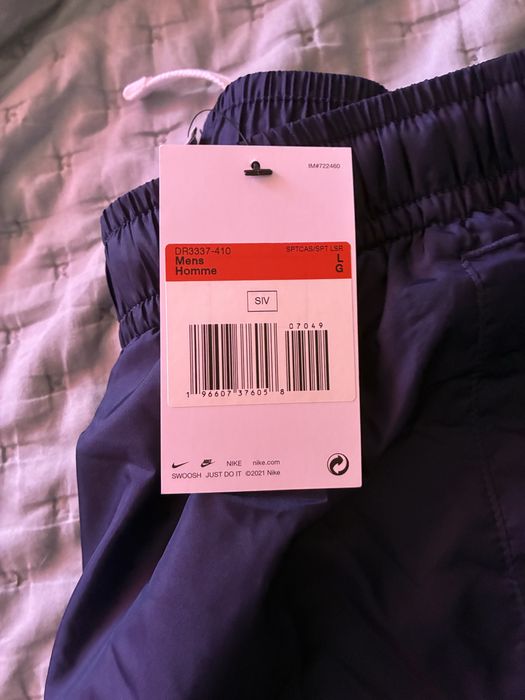 IM#722460
DR3337-410 SPTCAS/SPT LSR
Mens L
Homme G
SIV
07049
1 96607 37605 8
NIKE nike.com
SWOOSH JUST DO IT ©2021 Nike